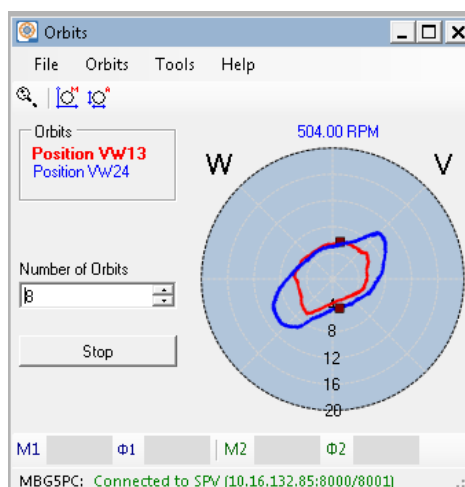 Orbits
File Orbits Tools Help
Orbits
Position VW13
Position VW24
504.00 RPM
W V
Number of Orbits
8
Stop
4
8
12
16
20
M1 Φ1 M2 Φ2
MBG5PC: Connected to SPV (10.16.132.85:8000/8001)